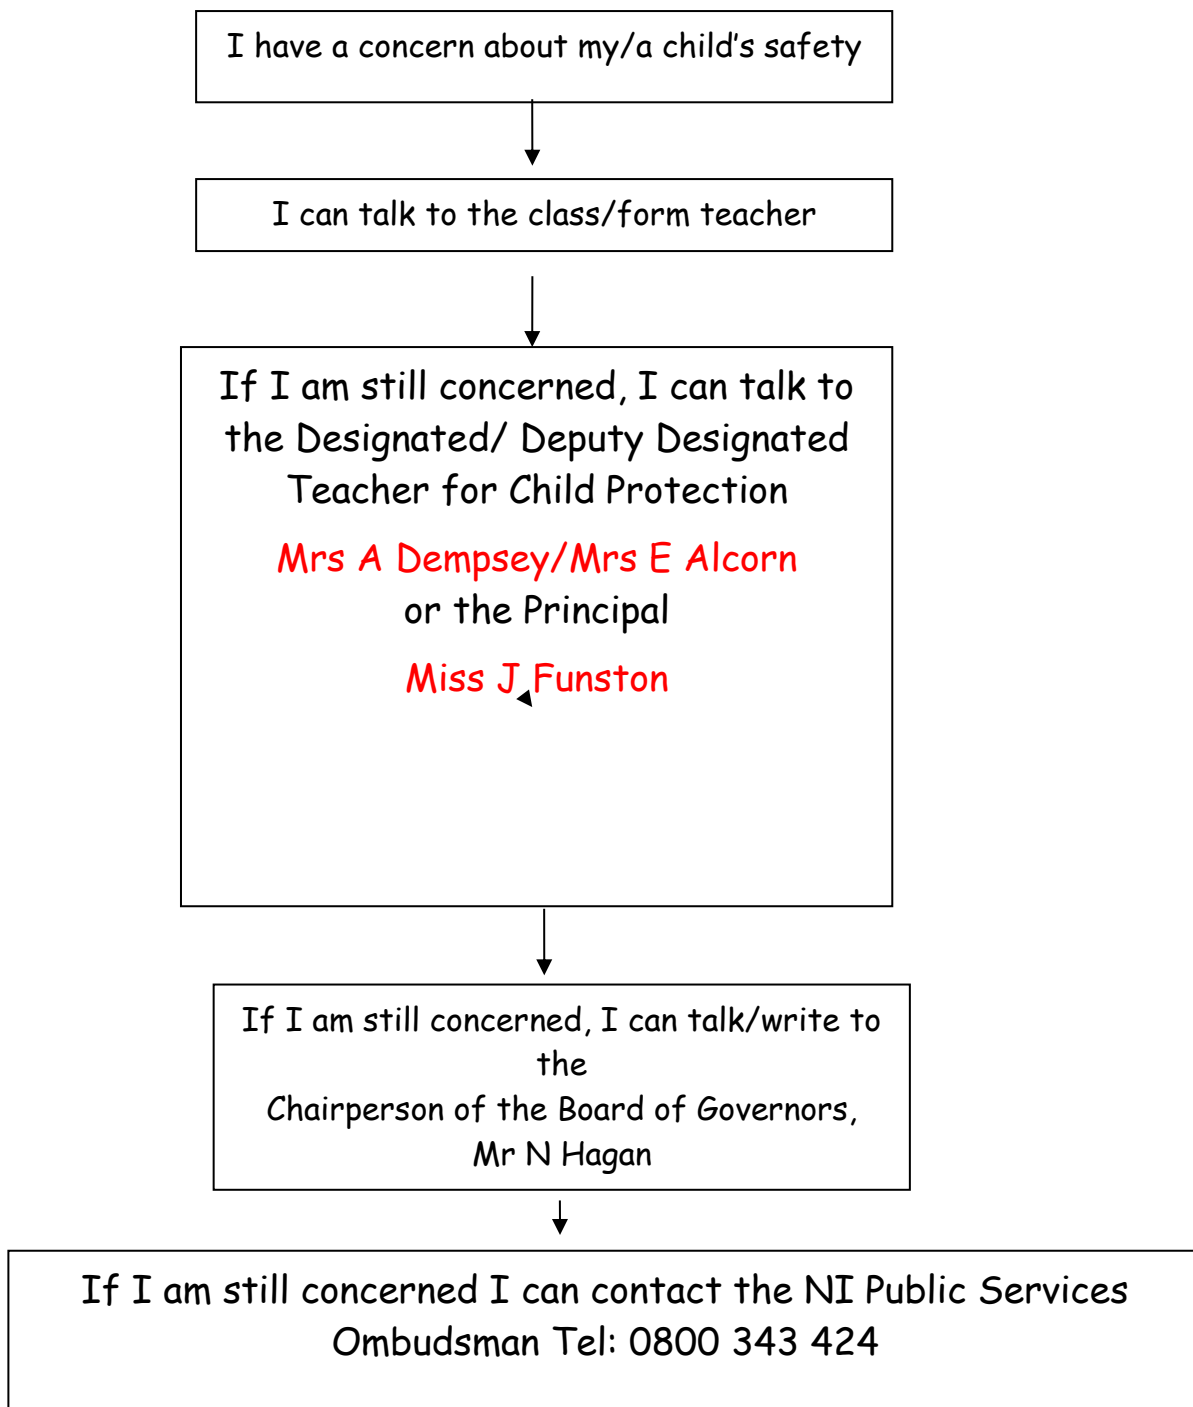 I have a concern about my/a child’s safety
I can talk to the class/form teacher
If I am still concerned, I can talk to
the Designated/ Deputy Designated
Teacher for Child Protection
Mrs A Dempsey/Mrs E Alcorn
or the Principal
Miss J Funston
If I am still concerned, I can talk/write to
the
Chairperson of the Board of Governors,
Mr N Hagan
If I am still concerned I can contact the NI Public Services
Ombudsman Tel: 0800 343 424